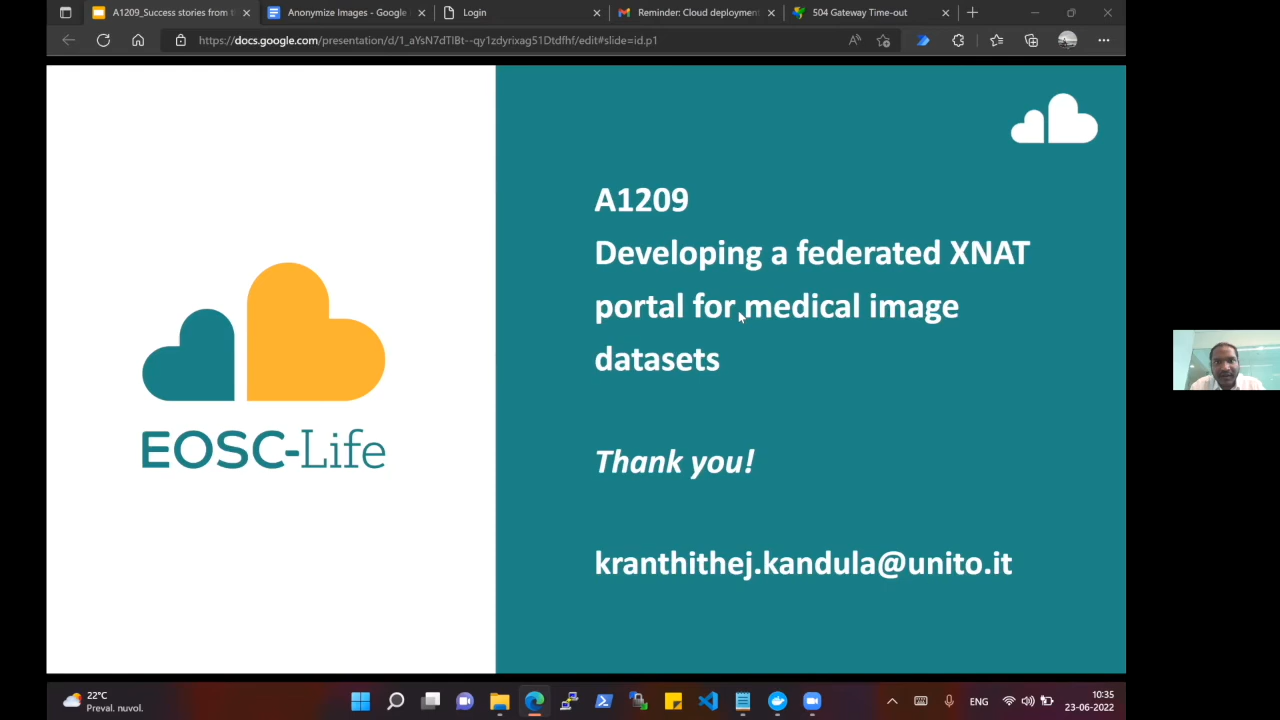 A1209_Success stories from t
Anonymize Images - Google
Login
Reminder: Cloud deployment
504 Gateway Time-out
https://docs.google.com/presentation/d/1_aYsN7dTIBt--qy1zdyrixag51Dtdfhf/edit#slide=id.p1
A1209
Developing a federated XNAT
portal for medical image
datasets
Thank you!
kranthithej.kandula@unito.it
EOSC-Life
22°C
Preval. nuvol.
ENG
10:35
23-06-2022